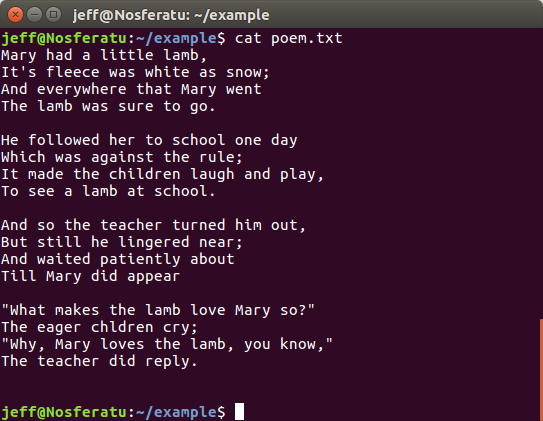 jeff@Nosferatu: ~/example
jeff@Nosferatu:~/example$ cat poem.txt
Mary had a little lamb,
It's fleece was white as snow;
And everywhere that Mary went
The lamb was sure to go.

He followed her to school one day
Which was against the rule;
It made the children laugh and play,
To see a lamb at school.

And so the teacher turned him out,
But still he lingered near;
And waited patiently about
Till Mary did appear

"What makes the lamb love Mary so?"
The eager chldren cry;
"Why, Mary loves the lamb, you know,"
The teacher did reply.

jeff@Nosferatu:~/example$